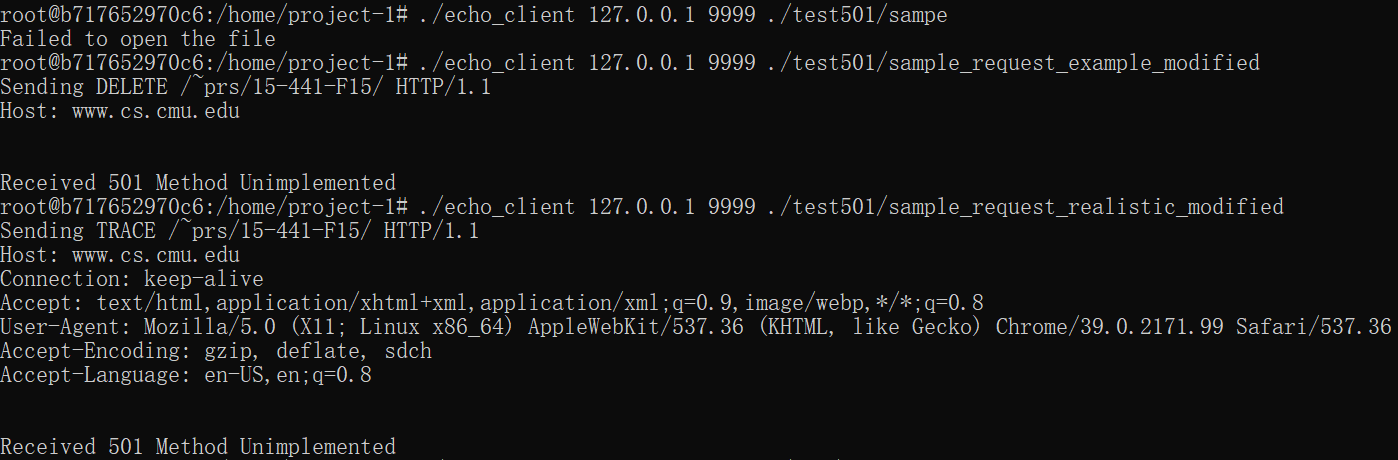 root@b717652970c6:/home/project-1# ./echo_client 127.0.0.1 9999 ./test501/sampe
Failed to open the file
root@b717652970c6:/home/project-1# ./echo_client 127.0.0.1 9999 ./test501/sample_request_example_modified
Sending DELETE /~prs/15-441-F15/ HTTP/1.1
Host: www.cs.cmu.edu
Received 501 Method Unimplemented
root@b717652970c6:/home/project-1# ./echo_client 127.0.0.1 9999 ./test501/sample_request_realistic_modified
Sending TRACE /~prs/15-441-F15/ HTTP/1.1
Host: www.cs.cmu.edu
Connection: keep-alive
Accept: text/html,application/xhtml+xml,application/xml;q=0.9,image/webp,*/*;q=0.8
User-Agent: Mozilla/5.0 (X11; Linux x86_64) AppleWebKit/537.36 (KHTML, like Gecko) Chrome/39.0.2171.99 Safari/537.36
Accept-Encoding: gzip, deflate, sdch
Accept-Language: en-US,en;q=0.8
Received 501 Method Unimplemented